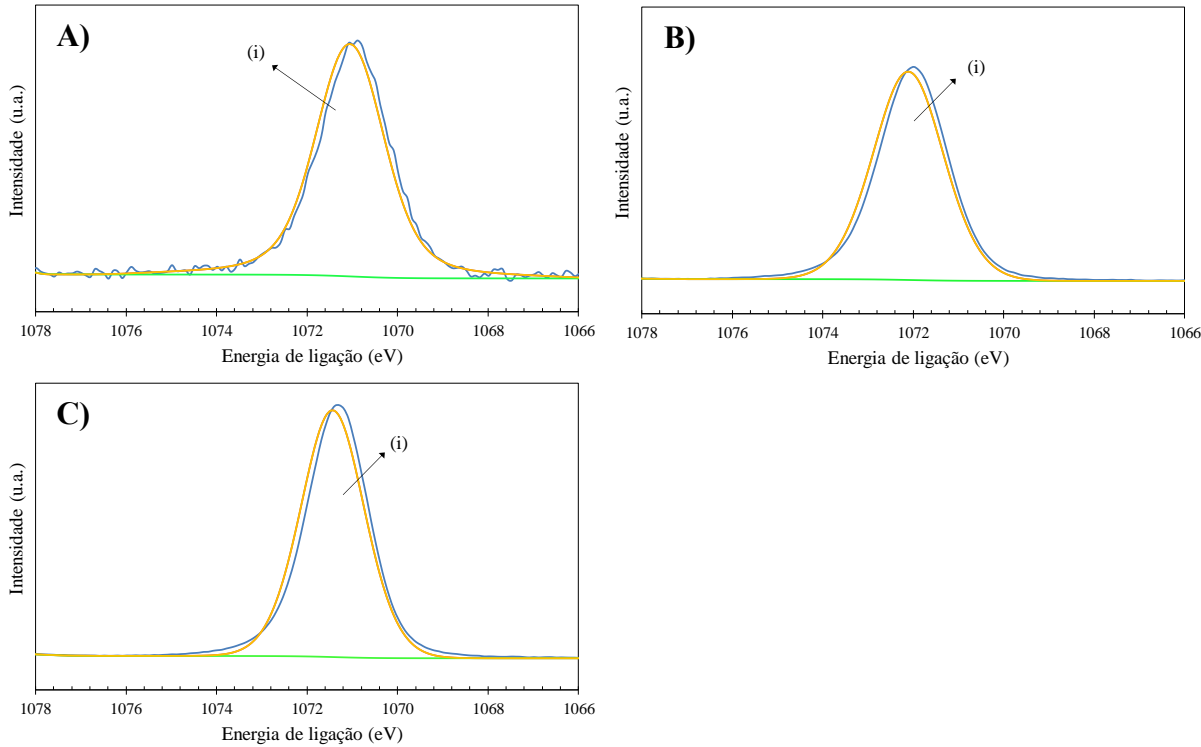 A)
(i)
Intensidade (u.a.)
1078 1076 1074 1072 1070 1068 1066
Energia de ligação (eV)
B)
(i)
Intensidade (u.a.)
1078 1076 1074 1072 1070 1068 1066
Energia de ligação (eV)
C)
(i)
Intensidade (u.a.)
1078 1076 1074 1072 1070 1068 1066
Energia de ligação (eV)